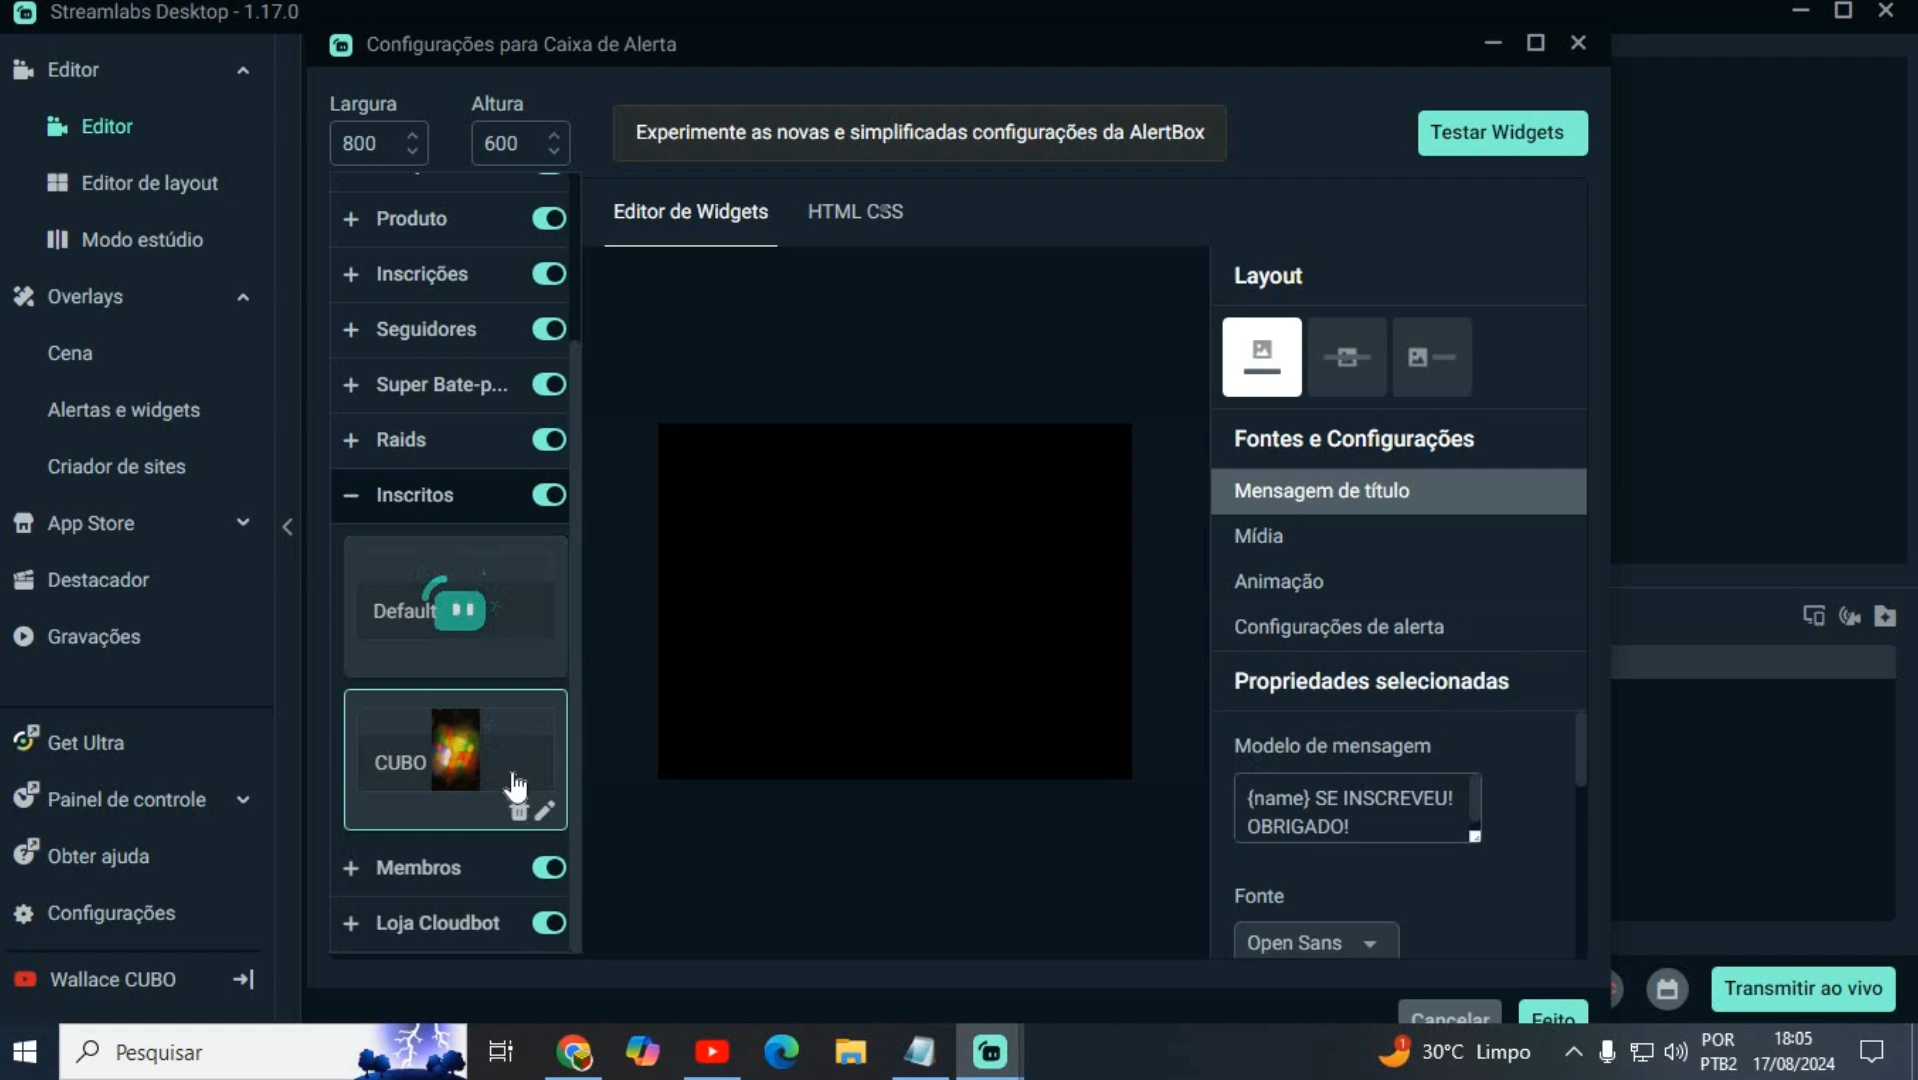 Streamlabs Desktop - 1.17.0
Configurações para Caixa de Alerta
Editor
Editor
Editor de layout
Modo estúdio
Overlays
Cena
Alertas e widgets
Criador de sites
App Store
Destacador
Gravações
Get Ultra
Painel de controle
Obter ajuda
Configurações
Wallace CUBO
Largura
Altura
800
600
Experimente as novas e simplificadas configurações da AlertBox
Testar Widgets
Produto
Inscrições
Seguidores
Super Bate-p...
Raids
Inscritos
Default
CUBO
Membros
Loja Cloudbot
Editor de Widgets
HTML CSS
Layout
Fontes e Configurações
Mensagem de título
Mídia
Animação
Configurações de alerta
Propriedades selecionadas
Modelo de mensagem
{name} SE INSCREVEU!
OBRIGADO!
Fonte
Open Sans
Cancelar
Feito
Transmitir ao vivo
Pesquisar
1
30°C Limpo
POR
PTB2
18:05
17/08/2024